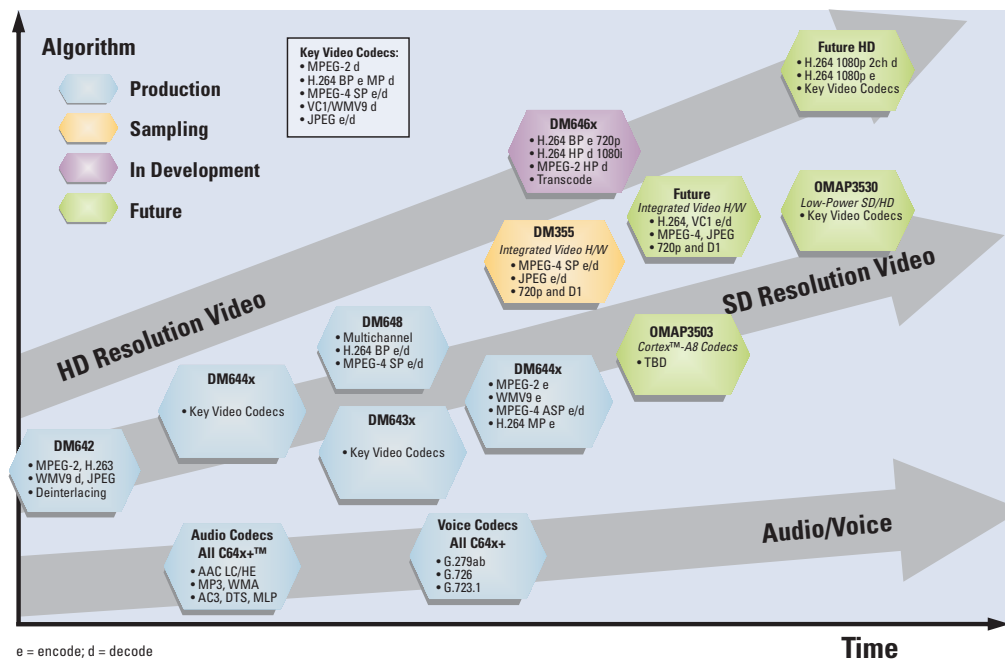 Algorithm
Production
Sampling
In Development
Future
Key Video Codecs:
• MPEG-2 d
• H.264 BP e MP d
• MPEG-4 SP e/d
• VC1/WMV9 d
• JPEG e/d
Future HD
• H.264 1080p 2ch d
• H.264 1080p e
• Key Video Codecs
DM646x
• H.264 BP e 720p
• H.264 HP d 1080i
• MPEG-2 HP d
• Transcode
Future
Integrated Video H/W
• H.264, VC1 e/d
• MPEG-4, JPEG
• 720p and D1
OMAP3530
Low-Power SD/HD
• Key Video Codecs
DM355
Integrated Video H/W
• MPEG-4 SP e/d
• JPEG e/d
• 720p and D1
HD Resolution Video
SD Resolution Video
DM648
• Multichannel
• H.264 BP e/d
• MPEG-4 SP e/d
OMAP3503
Cortex™-A8 Codecs
• TBD
DM644x
• Key Video Codecs
DM644x
• MPEG-2 e
• WMV9 e
• MPEG-4 ASP e/d
• H.264 MP e
DM643x
• Key Video Codecs
DM642
• MPEG-2, H.263
• WMV9 d, JPEG
• Deinterlacing
Audio Codecs
All C64x+™
• AAC LC/HE
• MP3, WMA
• AC3, DTS, MLP
Voice Codecs
All C64x+
• G.279ab
• G.726
• G.723.1
Audio/Voice
e = encode; d = decode
Time